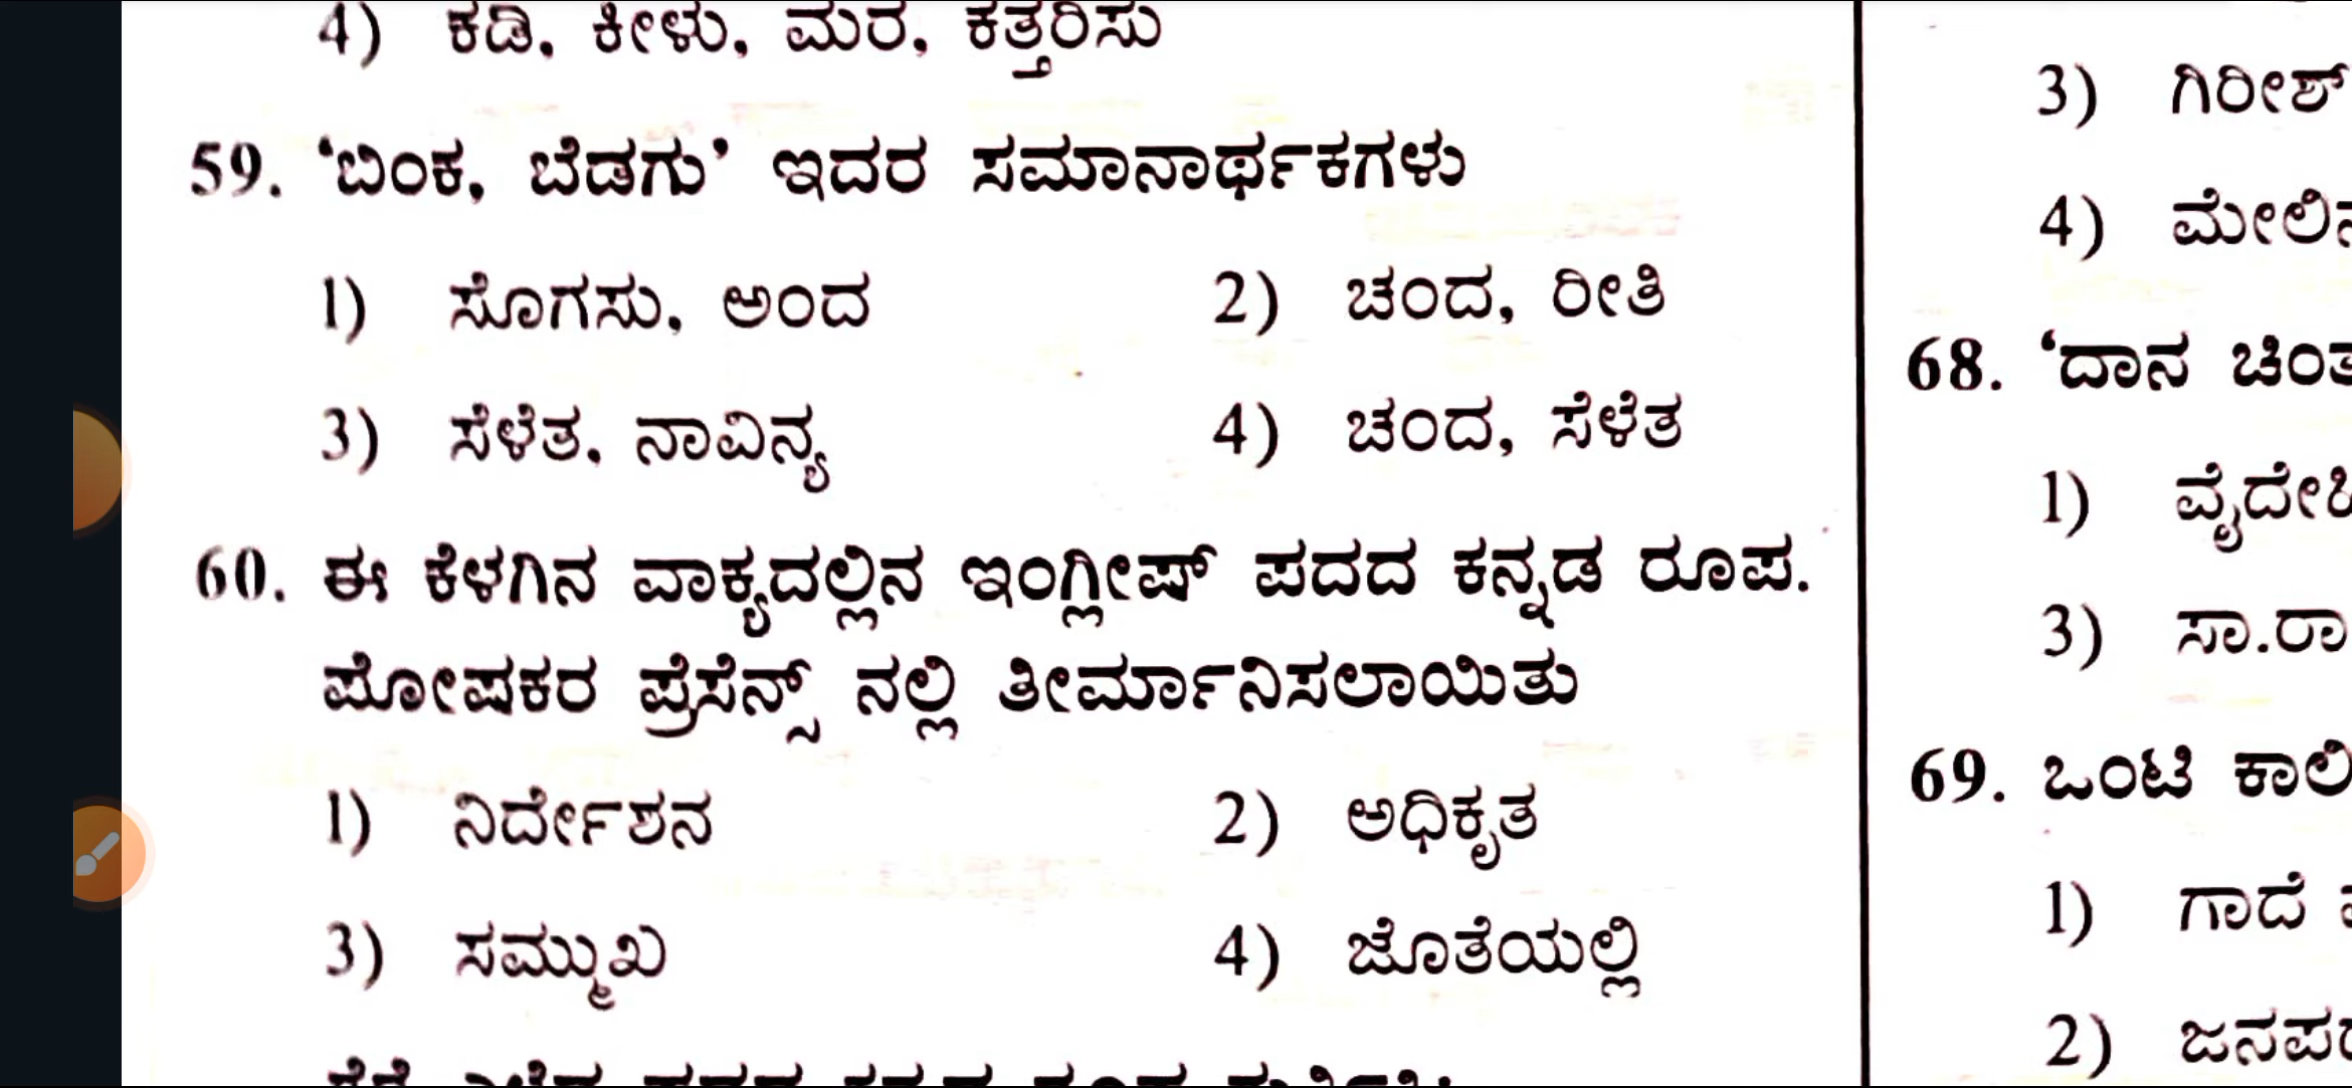 4) ಕಡಿ, ಕೀಳು, ಮರ, ಕತ್ತರಿಸು
59. ‘ಬಿಂಕ, ಬೆಡಗು’ ಇದರ ಸಮಾನಾರ್ಥಕಗಳು
1) ಸೊಗಸು, ಅಂದ 2) ಚಂದ, ರೀತಿ
3) ಸೆಳೆತ, ನಾವಿನ್ಯ 4) ಚಂದ, ಸೆಳೆತ
60. ಈ ಕೆಳಗಿನ ವಾಕ್ಯದಲ್ಲಿನ ಇಂಗ್ಲೀಷ್ ಪದದ ಕನ್ನಡ ರೂಪ.
ಪೋಷಕರ ಪ್ರೆಸೆನ್ಸ್ ನಲ್ಲಿ ತೀರ್ಮಾನಿಸಲಾಯಿತು
1) ನಿರ್ದೇಶನ 2) ಅಧಿಕೃತ
3) ಸಮ್ಮುಖ 4) ಜೊತೆಯಲ್ಲಿ
3) ಗಿರೀಶ್
4)
68. ‘ದಾನ
1)
3) ಸಾ.ರಾ
69. ಒಂಟಿ
1) ಗಾದೆ
2)